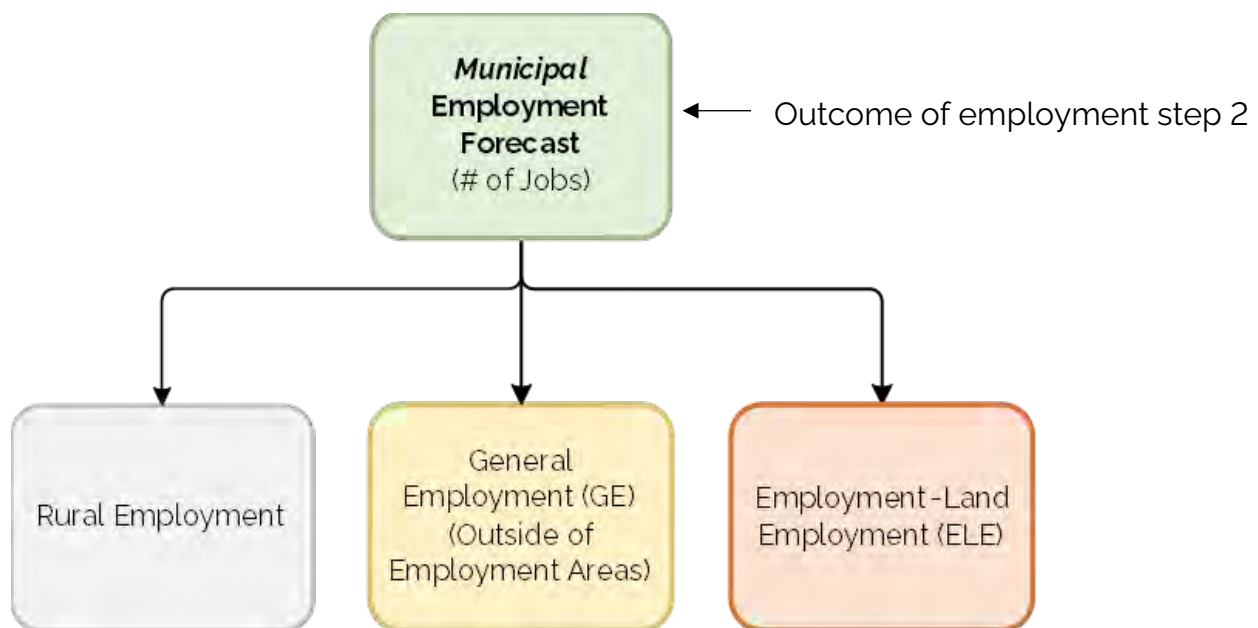 Municipal
Employment
Forecast
(# of Jobs)
Outcome of employment step 2
Rural Employment
General
Employment (GE)
(Outside of
Employment Areas)
Employment-Land
Employment (ELE)